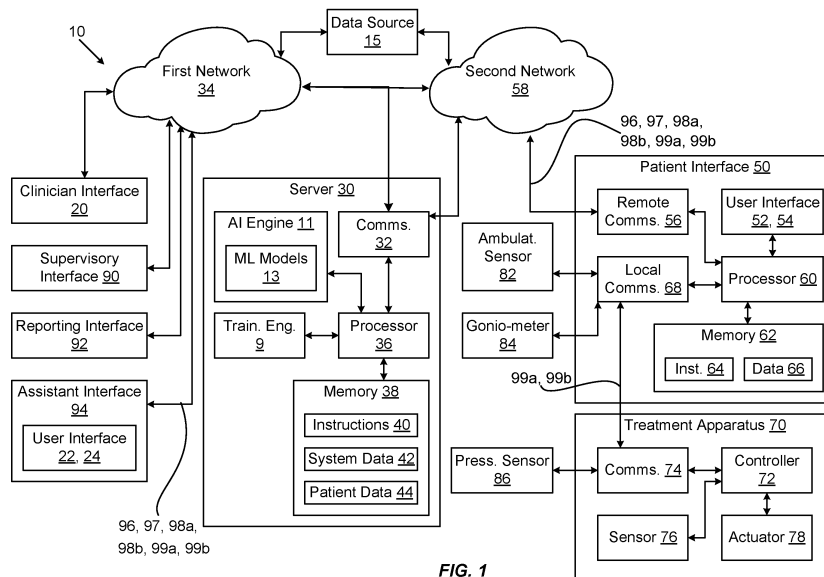 10
Data Source
15
First Network
34
Second Network
58
96, 97, 98a,
98b, 99a, 99b
Clinician Interface
20
Supervisory
Interface 90
Reporting Interface
92
Assistant Interface
94
User Interface
22, 24
96, 97, 98a,
98b, 99a, 99b
Server 30
AI Engine 11
ML Models
13
Comms.
32
Train. Eng.
9
Processor
36
Memory 38
Instructions 40
System Data 42
Patient Data 44
Ambulat.
Sensor
82
Gonio-meter
84
99a, 99b
Press. Sensor
86
Patient Interface 50
Remote
Comms. 56
User Interface
52, 54
Local
Comms. 68
Processor 60
Memory 62
Inst. 64
Data 66
Treatment Apparatus 70
Comms. 74
Controller
72
Sensor 76
Actuator 78
FIG. 1